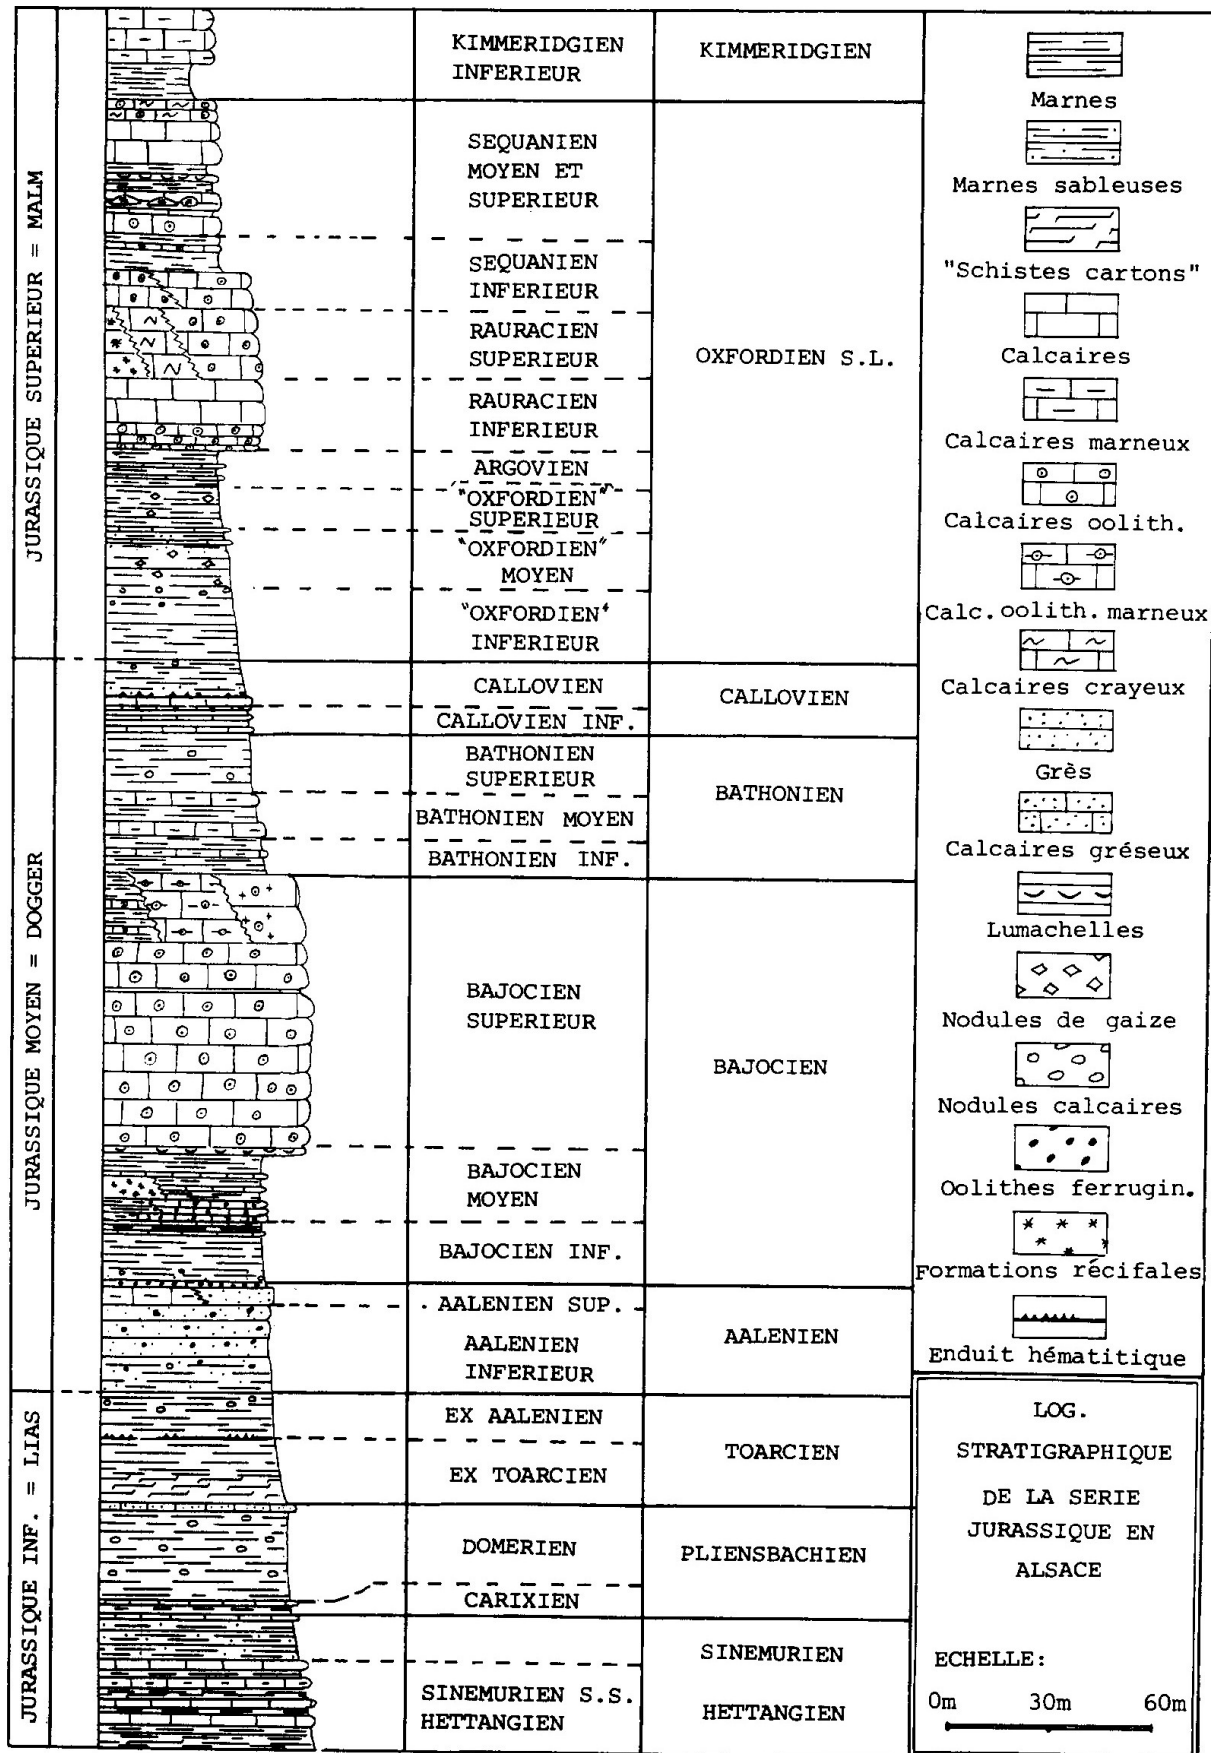 JURASSIQUE SUPERIEUR = MALM
JURASSIQUE MOYEN = DOGGER
JURASSIQUE INF. = LIAS
KIMMERIDGIEN
INFERIEUR
SEQUANIEN
MOYEN ET
SUPERIEUR
SEQUANIEN
INFERIEUR
RAURACIEN
SUPERIEUR
RAURACIEN
INFERIEUR
ARGOVIEN
"OXFORDIEN"
SUPERIEUR
"OXFORDIEN"
MOYEN
"OXFORDIEN"
INFERIEUR
CALLOVIEN
CALLOVIEN INF.
BATHONIEN
SUPERIEUR
BATHONIEN MOYEN
BATHONIEN INF.
BAJOCIEN
SUPERIEUR
BAJOCIEN
MOYEN
BAJOCIEN INF.
AALENIEN SUP.
AALENIEN
INFERIEUR
EX AALENIEN
EX TOARCIEN
DOMERIEN
CARIXIEN
SINEMURIEN S.S.
HETTANGIEN
KIMMERIDGIEN
OXFORDIEN S.L.
CALLOVIEN
BATHONIEN
BAJOCIEN
AALENIEN
TOARCIEN
PLIENSBACHIEN
SINEMURIEN
HETTANGIEN
Marnes
Marnes sableuses
"Schistes cartons"
Calcaires
Calcaires marneux
Calcaires oolith.
Calc. oolith. marneux
Calcaires crayeux
Grès
Calcaires gréseux
Lumachelles
Nodules de gaize
Nodules calcaires
Oolithes ferrugin.
Formations récifales
Enduit hématitique
LOG.
STRATIGRAPHIQUE
DE LA SERIE
JURASSIQUE EN
ALSACE
ECHELLE:
0m 30m 60m